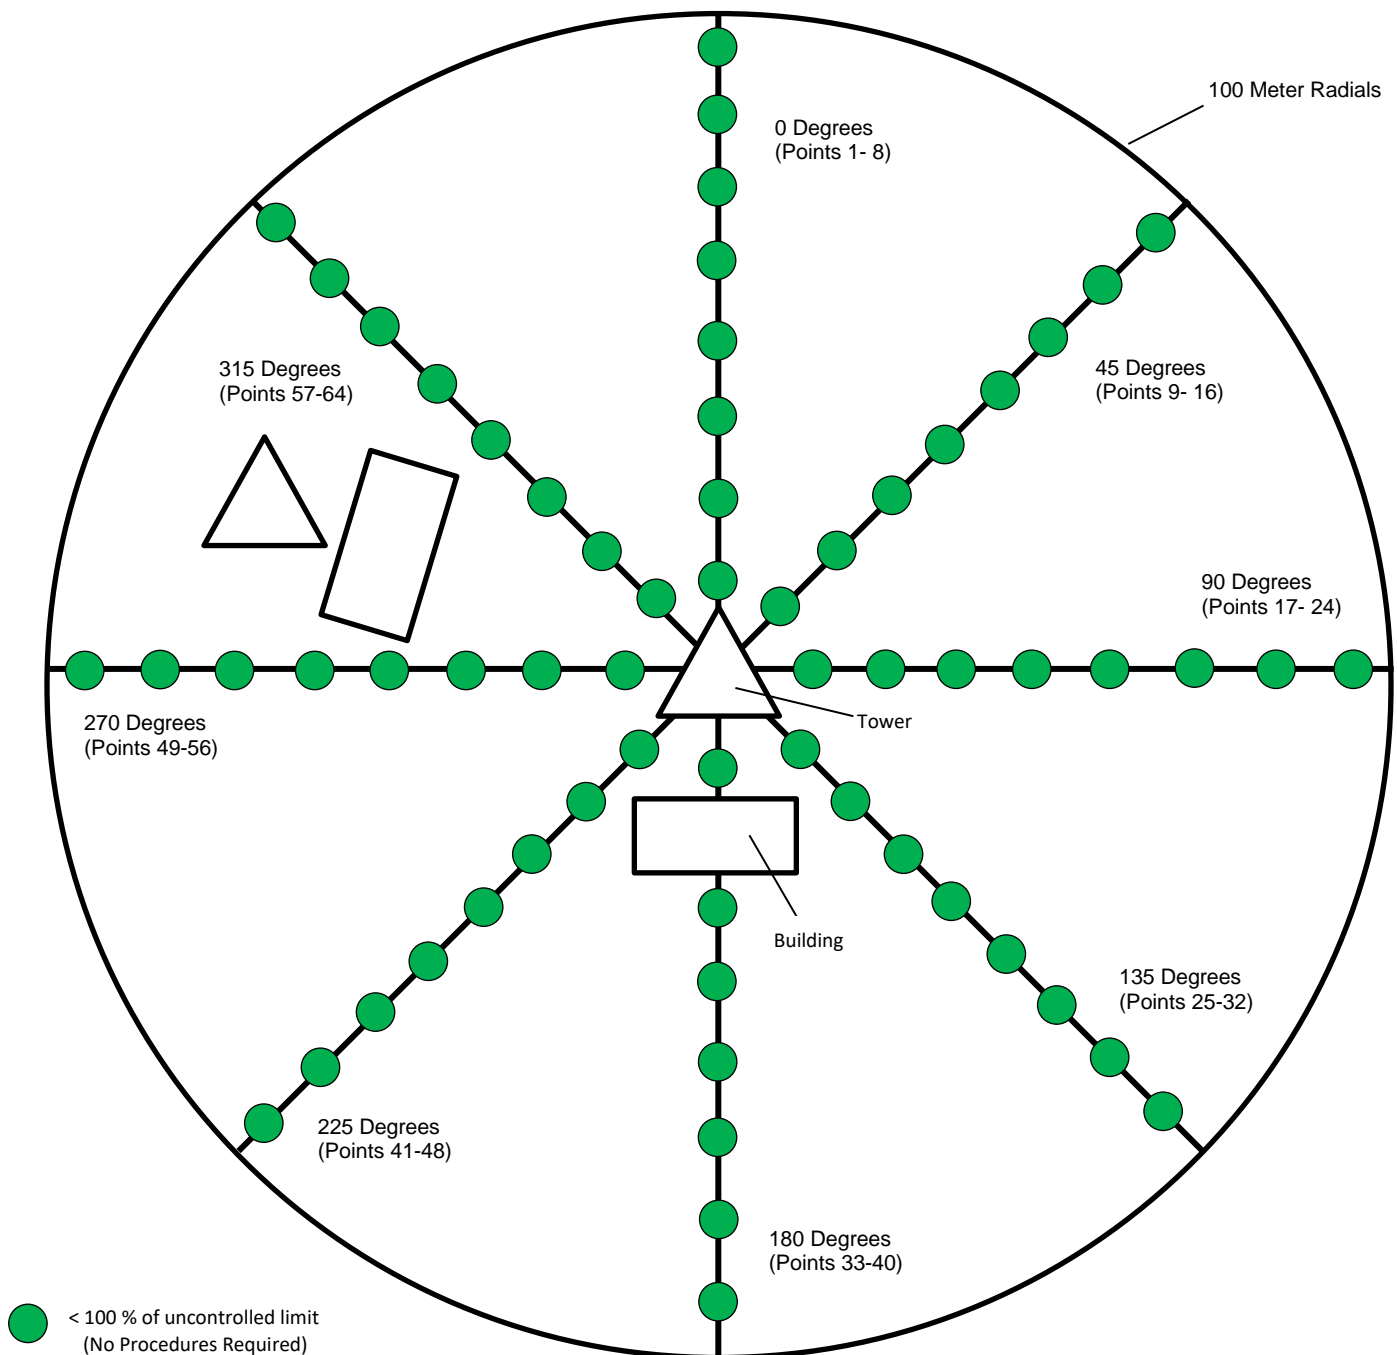 100 Meter Radials
0 Degrees
(Points 1- 8)
315 Degrees
(Points 57-64)
45 Degrees
(Points 9- 16)
90 Degrees
(Points 17- 24)
270 Degrees
(Points 49-56)
Tower
Building
135 Degrees
(Points 25-32)
225 Degrees
(Points 41-48)
180 Degrees
(Points 33-40)
< 100 % of uncontrolled limit
(No Procedures Required)